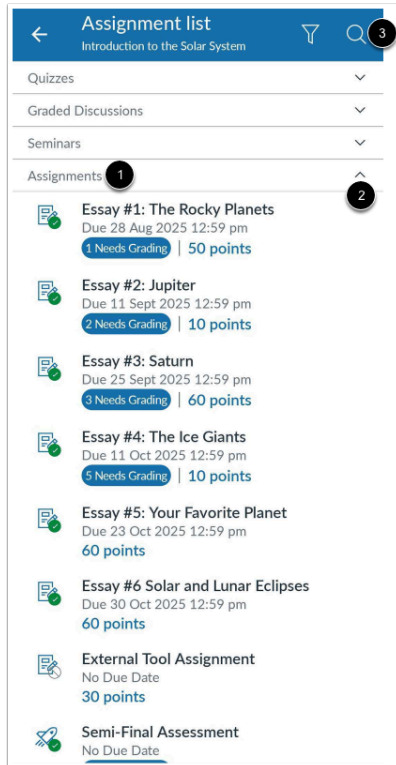 Assignment list
Introduction to the Solar System
3
Quizzes
Graded Discussions
Seminars
Assignments 1
2
Essay #1: The Rocky Planets
Due 28 Aug 2025 12:59 pm
1 Needs Grading | 50 points
Essay #2: Jupiter
Due 11 Sept 2025 12:59 pm
2 Needs Grading | 10 points
Essay #3: Saturn
Due 25 Sept 2025 12:59 pm
3 Needs Grading | 60 points
Essay #4: The Ice Giants
Due 11 Oct 2025 12:59 pm
5 Needs Grading | 10 points
Essay #5: Your Favorite Planet
Due 23 Oct 2025 12:59 pm
60 points
Essay #6 Solar and Lunar Eclipses
Due 30 Oct 2025 12:59 pm
60 points
External Tool Assignment
No Due Date
30 points
Semi-Final Assessment
No Due Date